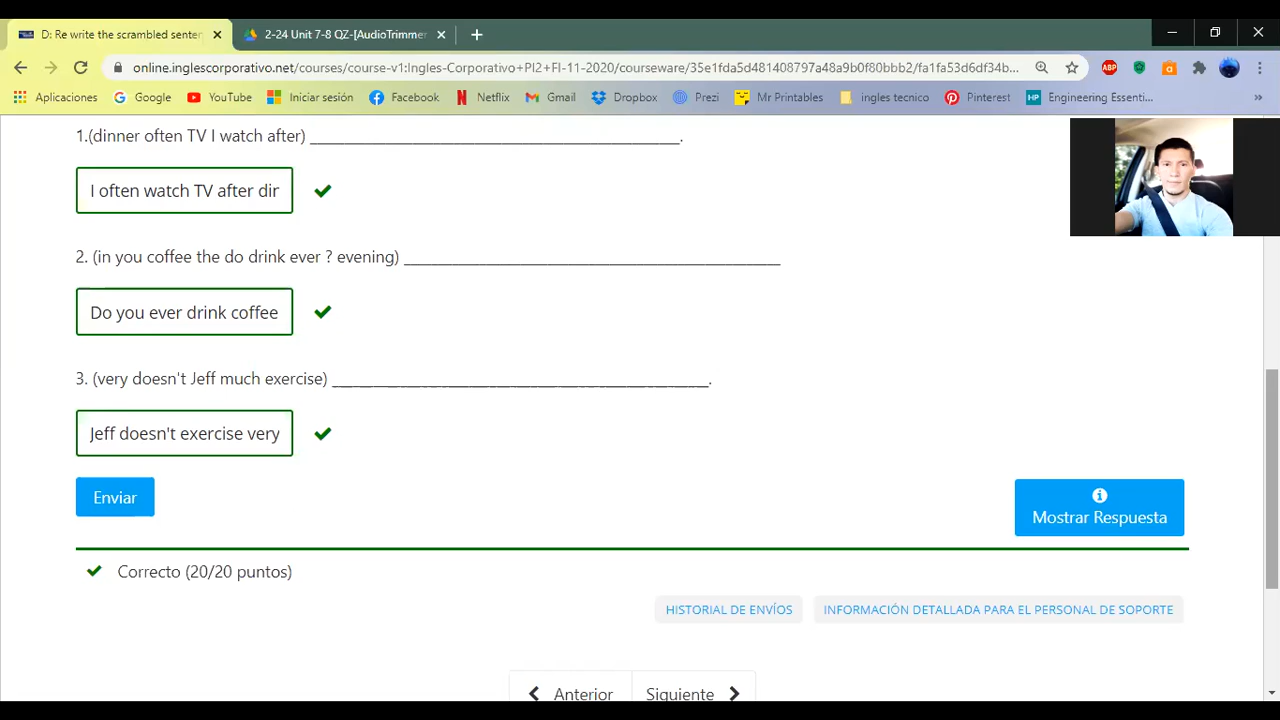 D: Re write the scrambled senten
2-24 Unit 7-8 QZ-[AudioTrimmer
online.inglescorporativo.net/courses/course-v1:Ingles-Corporativo+PI2+FI-11-2020/courseware/35e1fda5d481408797a48a9b0f80bbb2/fa1fa53d6df34b...
Aplicaciones Google YouTube Iniciar sesión Facebook Netflix Gmail Dropbox Prezi Mr Printables ingles tecnico Pinterest Engineering Essenti... »
1.(dinner often TV I watch after) ________________________________________.
I often watch TV after dir
2. (in you coffee the do drink ever ? evening) ________________________________________
Do you ever drink coffee
3. (very doesn't Jeff much exercise) ________________________________________.
Jeff doesn't exercise very
Enviar
Mostrar Respuesta
Correcto (20/20 puntos)
HISTORIAL DE ENVÍOS INFORMACIÓN DETALLADA PARA EL PERSONAL DE SOPORTE
Anterior Siguiente